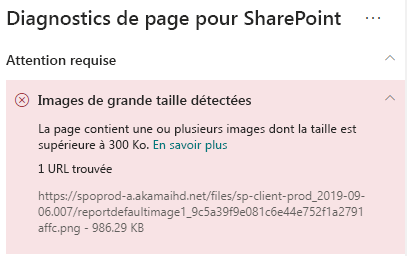 Diagnostics de page pour SharePoint ...
Attention requise
Images de grande taille détectées
La page contient une ou plusieurs images dont la taille est
supérieure à 300 Ko. En savoir plus
1 URL trouvée
https://spoprod-a.akamaihd.net/files/sp-client-prod_2019-09-
06.007/reportdefaultimage1_9c5a39f9e081c6e44e752f1a2791
affc.png - 986.29 KB